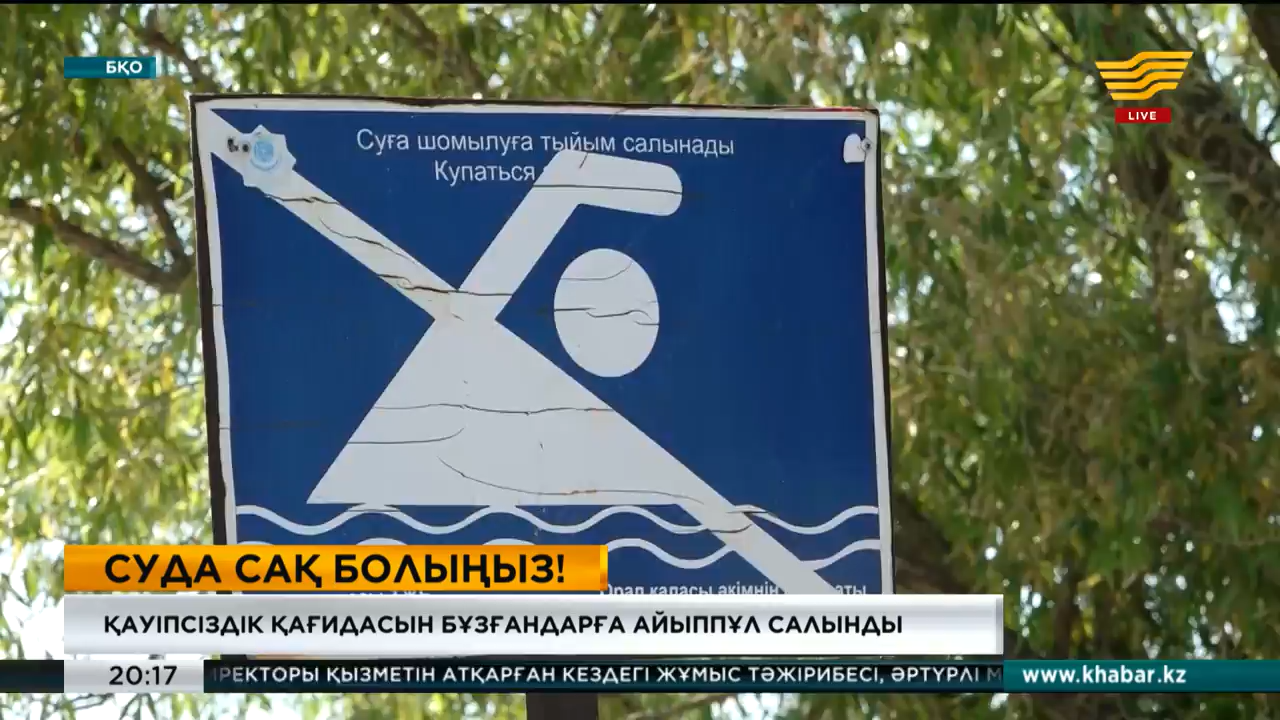 БҚО
LIVE
Суға шомылуға тыйым салынады
Купаться
қаласы әкімнің
СУДА САҚ БОЛЫҢЫЗ!
ҚАУІПСІЗДІК ҚАҒИДАСЫН БҰЗҒАНДАРҒА АЙЫППҰЛ САЛЫНДЫ
20:17
ИРЕКТОРЫ ҚЫЗМЕТІН АТҚАРҒАН КЕЗДЕГІ ЖҰМЫС ТӘЖІРИБЕСІ, ӘРТҮРЛІ М
www.khabar.kz